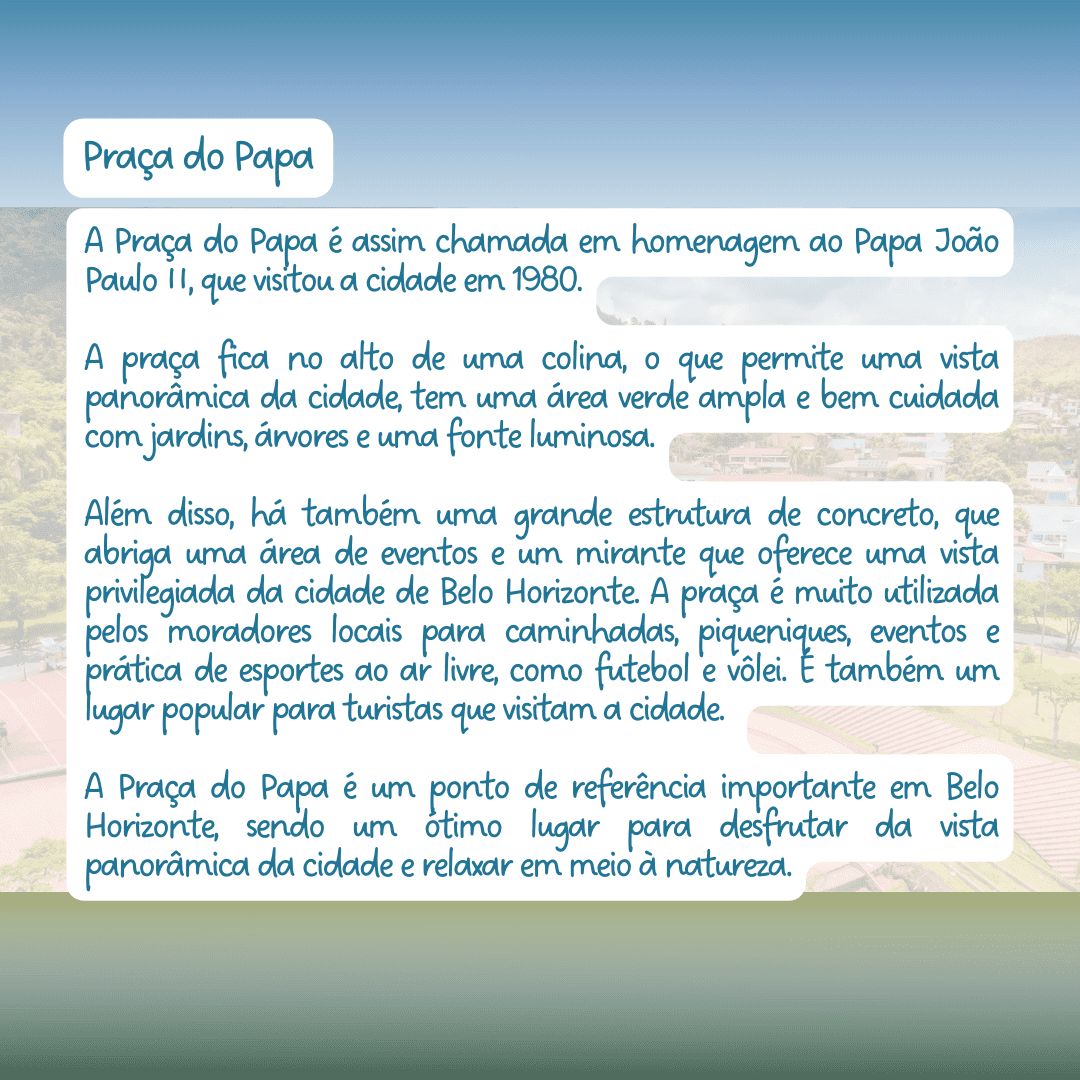 Praça do Papa
A Praça do Papa é assim chamada em homenagem ao Papa João
Paulo II, que visitou a cidade em 1980.
A praça fica no alto de uma colina, o que permite uma vista
panorâmica da cidade, tem uma área verde ampla e bem cuidada
com jardins, árvores e uma fonte luminosa.
Além disso, há também uma grande estrutura de concreto, que
abriga uma área de eventos e um mirante que oferece uma vista
privilegiada da cidade de Belo Horizonte. A praça é muito utilizada
pelos moradores locais para caminhadas, piqueniques, eventos e
prática de esportes ao ar livre, como futebol e vôlei. É também um
lugar popular para turistas que visitam a cidade.
A Praça do Papa é um ponto de referência importante em Belo
Horizonte, sendo um ótimo lugar para desfrutar da vista
panorâmica da cidade e relaxar em meio à natureza.